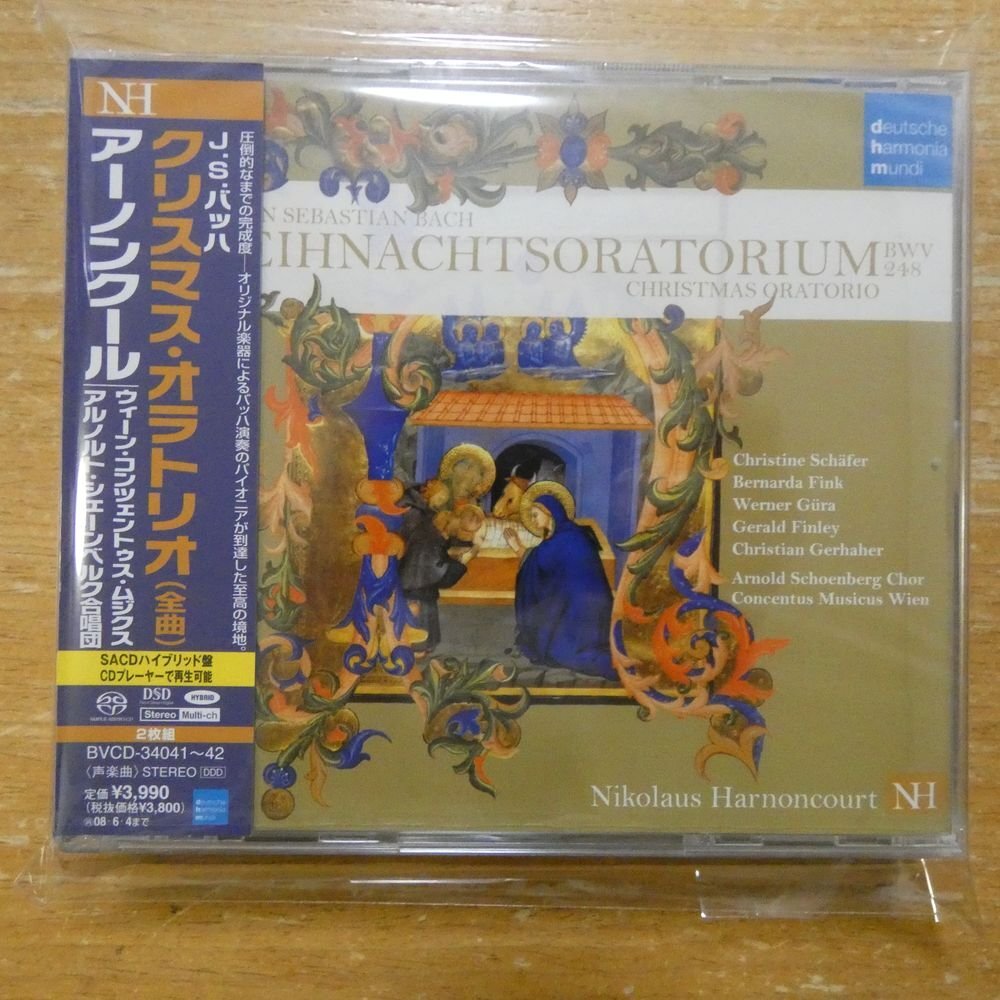 NH
圧倒的なまでの完成度──オリジナル楽器によるバッハ演奏のパイオニアが到達した至高の境地。
J.S.バッハ
クリスマス・オラトリオ(全曲)
アーノンクール
ウィーン・コンツェントゥス・ムジクス
アルノルト・シェーンベルク合唱団
SACDハイブリッド盤
CDプレーヤーで再生可能
DSD
HYBRID
SUPER AUDIO CD
Stereo Multi-ch
2枚組
BVCD-34041~42
〈声楽曲〉STEREO DDD
定価¥3,990
(税抜価格¥3,800)
08・6・4まで
deutsche
harmonia
mundi
deutsche
harmonia
mundi
N SEBASTIAN BACH
EIHNACHTSORATORIUM BWV
248
CHRISTMAS ORATORIO
Christine Schäfer
Bernarda Fink
Werner Güra
Gerald Finley
Christian Gerhaher
Arnold Schoenberg Chor
Concentus Musicus Wien
Nikolaus Harnoncourt NH